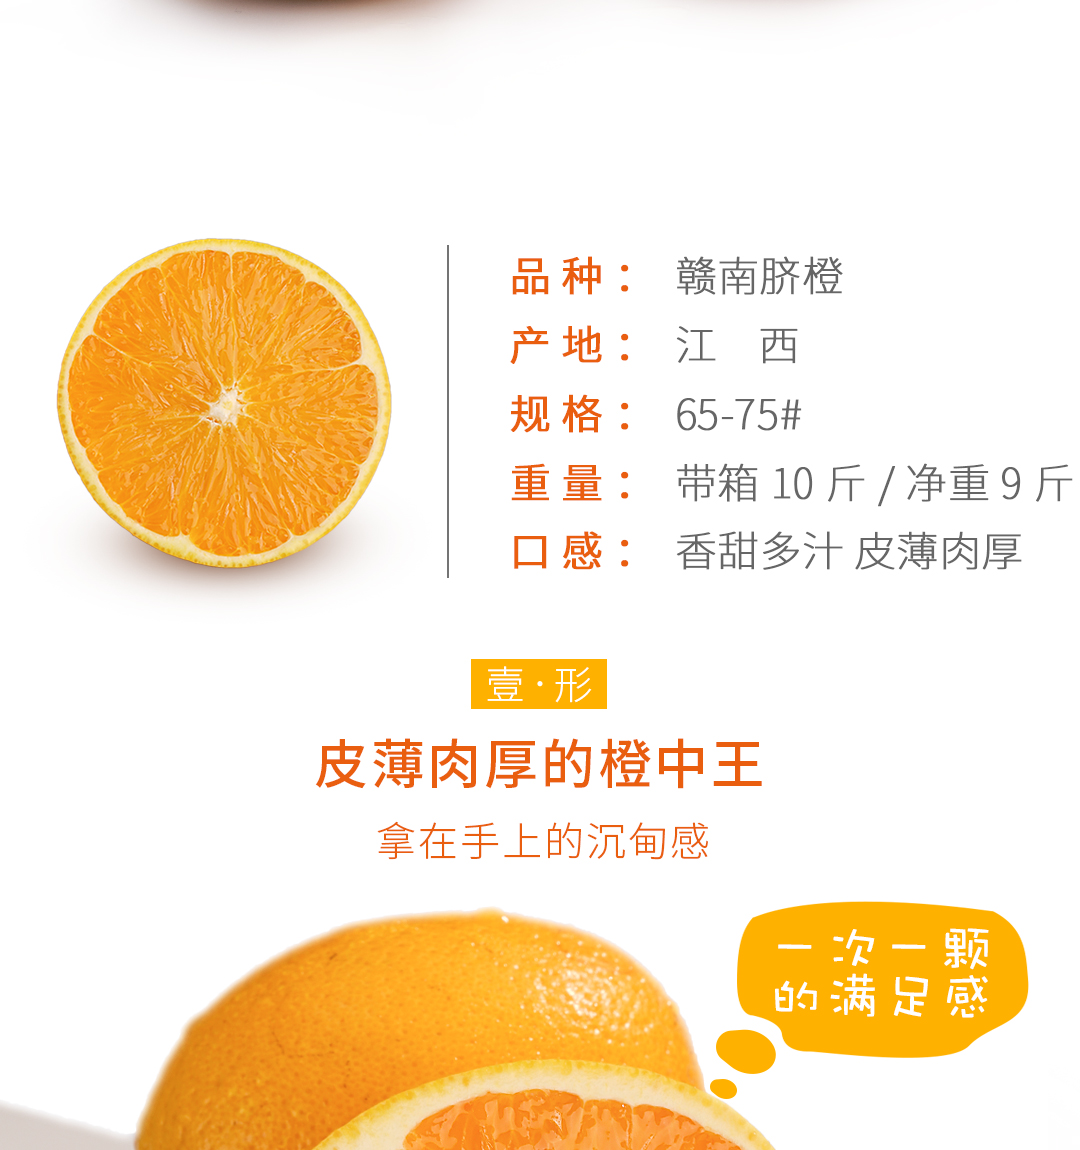 品种： 赣南脐橙
产地： 江 西
规格： 65-75#
重量： 带箱 10 斤 / 净重 9 斤
口感： 香甜多汁 皮薄肉厚
壹·形
皮薄肉厚的橙中王
拿在手上的沉甸感
一次一颗
的满足感